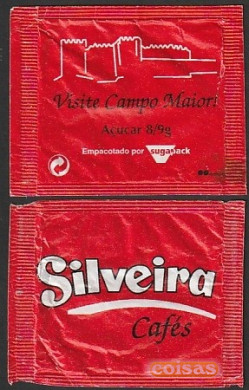 Visite Campo Maior!
Açúcar 8/9g
Empacotado por sugapack
Silveira
Cafés
coisas